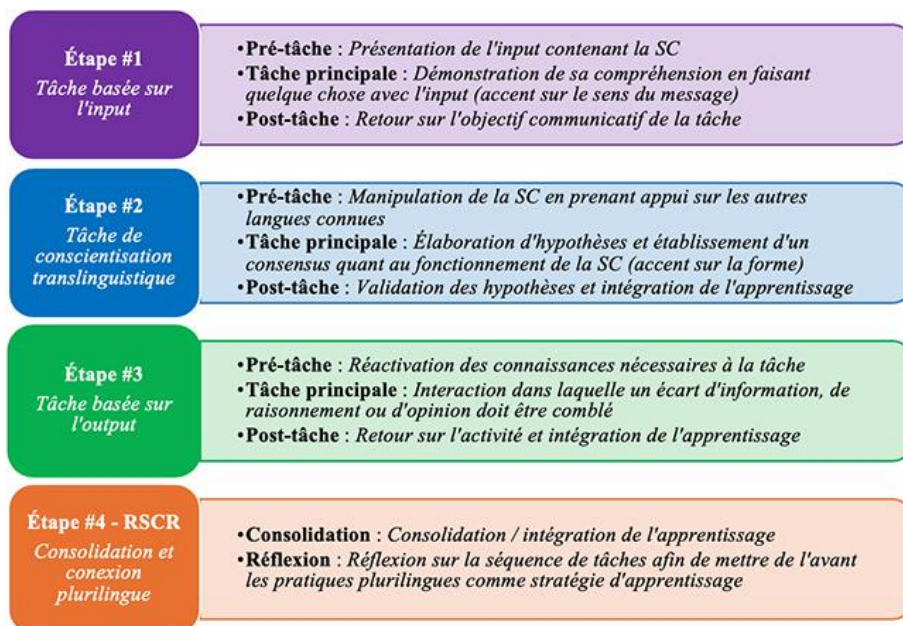 Étape #1
Tâche basée sur
l'input
•Pré-tâche : Présentation de l'input contenant la SC
•Tâche principale : Démonstration de sa compréhension en faisant
quelque chose avec l'input (accent sur le sens du message)
•Post-tâche : Retour sur l'objectif communicatif de la tâche
Étape #2
Tâche de
conscientisation
translinguistique
•Pré-tâche : Manipulation de la SC en prenant appui sur les autres
langues connues
•Tâche principale : Élaboration d'hypothèses et établissement d'un
consensus quant au fonctionnement de la SC (accent sur la forme)
•Post-tâche : Validation des hypothèses et intégration de l'apprentissage
Étape #3
Tâche basée sur
l'output
•Pré-tâche : Réactivation des connaissances nécessaires à la tâche
•Tâche principale : Interaction dans laquelle un écart d'information, de
raisonnement ou d'opinion doit être comblé
•Post-tâche : Retour sur l'activité et intégration de l'apprentissage
Étape #4 - RSCR
Consolidation et
conexion
plurilingue
•Consolidation : Consolidation / intégration de l'apprentissage
•Réflexion : Réflexion sur la séquence de tâches afin de mettre de l'avant
les pratiques plurilingues comme stratégie d'apprentissage